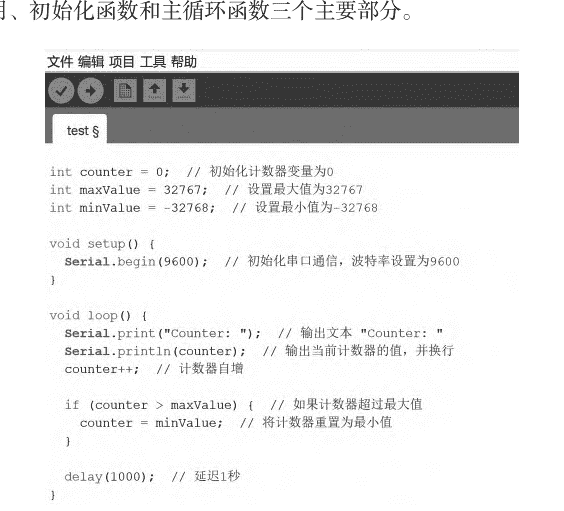 、初始化函数和主循环函数三个主要部分。
文件 编辑 项目 工具 帮助
test §
int counter = 0;  // 初始化计数器变量为0
int maxValue = 32767;  // 设置最大值为32767
int minValue = -32768;  // 设置最小值为-32768
void setup() {
  Serial.begin(9600);  // 初始化串口通信，波特率设置为9600
}
void loop() {
  Serial.print("Counter: ");  // 输出文本 "Counter: "
  Serial.println(counter);  // 输出当前计数器的值，并换行
  counter++;  // 计数器自增
  if (counter > maxValue) {  // 如果计数器超过最大值
    counter = minValue;  // 将计数器重置为最小值
  }
  delay(1000);  // 延迟1秒
}